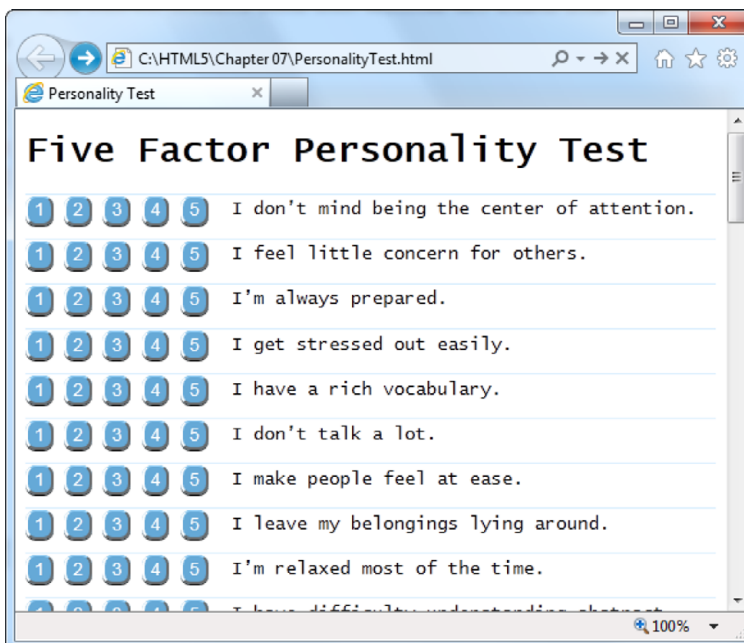 C:\HTML5\Chapter 07\PersonalityTest.html
Personality Test
Five Factor Personality Test
1 2 3 4 5 I don't mind being the center of attention.
1 2 3 4 5 I feel little concern for others.
1 2 3 4 5 I'm always prepared.
1 2 3 4 5 I get stressed out easily.
1 2 3 4 5 I have a rich vocabulary.
1 2 3 4 5 I don't talk a lot.
1 2 3 4 5 I make people feel at ease.
1 2 3 4 5 I leave my belongings lying around.
1 2 3 4 5 I'm relaxed most of the time.
I have difficulty understanding abstract
100%